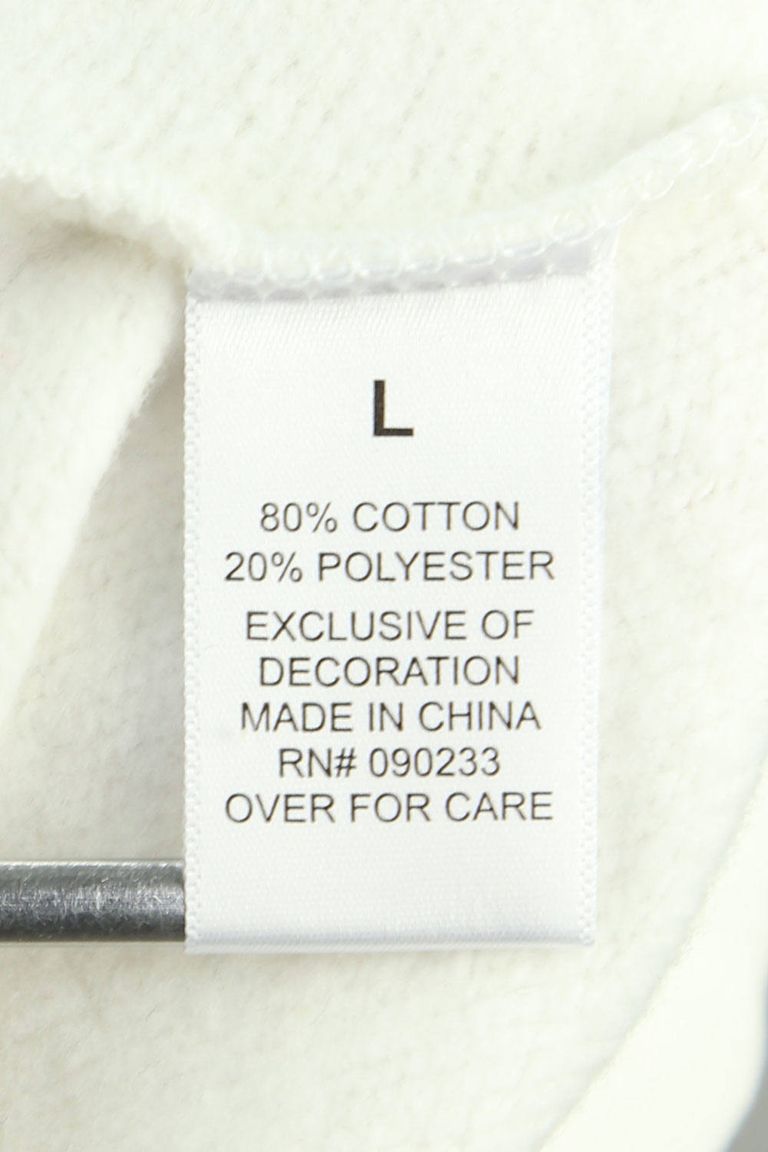 L
80% COTTON
20% POLYESTER
EXCLUSIVE OF
DECORATION
MADE IN CHINA
RN# 090233
OVER FOR CARE